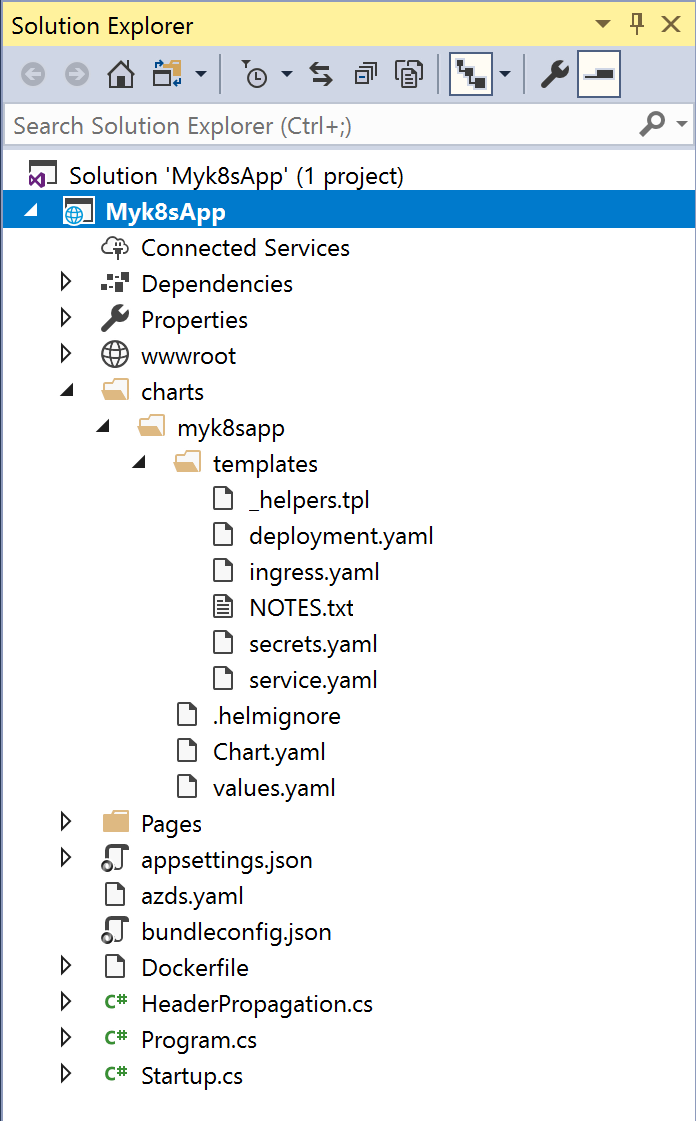 Solution Explorer
Search Solution Explorer (Ctrl+;)
Solution 'Myk8sApp' (1 project)
Myk8sApp
Connected Services
Dependencies
Properties
wwwroot
charts
myk8sapp
templates
_helpers.tpl
deployment.yaml
ingress.yaml
NOTES.txt
secrets.yaml
service.yaml
.helmignore
Chart.yaml
values.yaml
Pages
appsettings.json
azds.yaml
bundleconfig.json
Dockerfile
C# HeaderPropagation.cs
C# Program.cs
C# Startup.cs